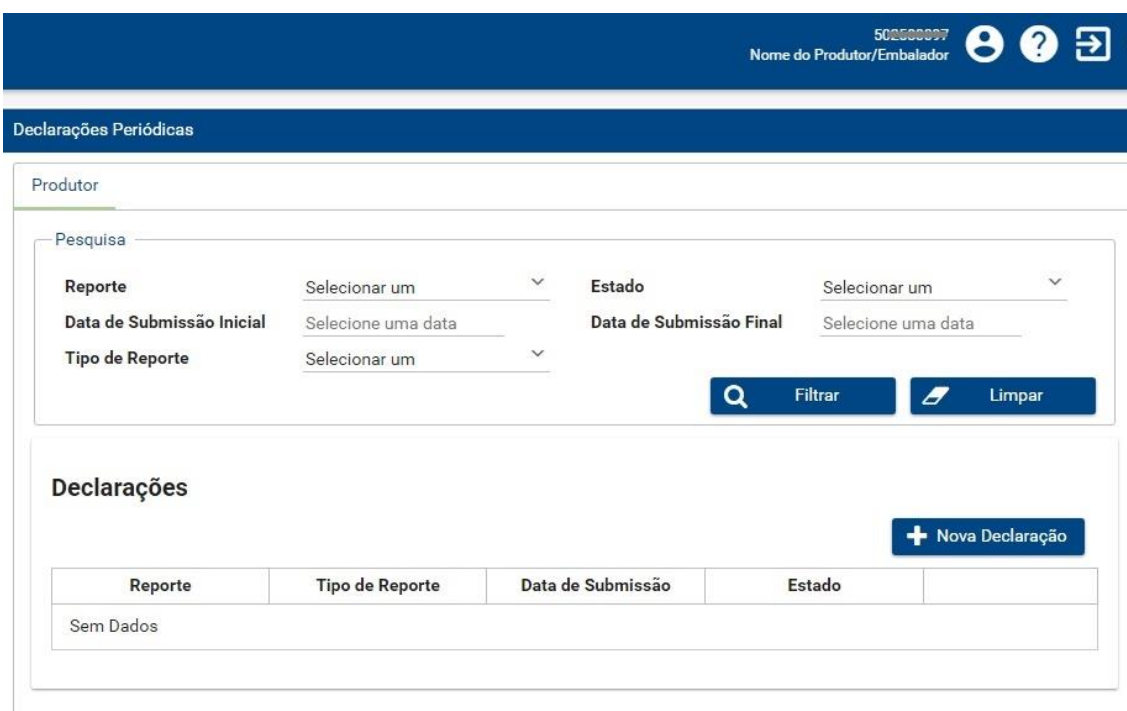 Nome do Produtor/Embalador
Declarações Periódicas
Produtor
Pesquisa
Reporte Selecionar um Estado Selecionar um
Data de Submissão Inicial Selecione uma data Data de Submissão Final Selecione uma data
Tipo de Reporte Selecionar um
Filtrar Limpar
Declarações
Nova Declaração
Reporte Tipo de Reporte Data de Submissão Estado
Sem Dados